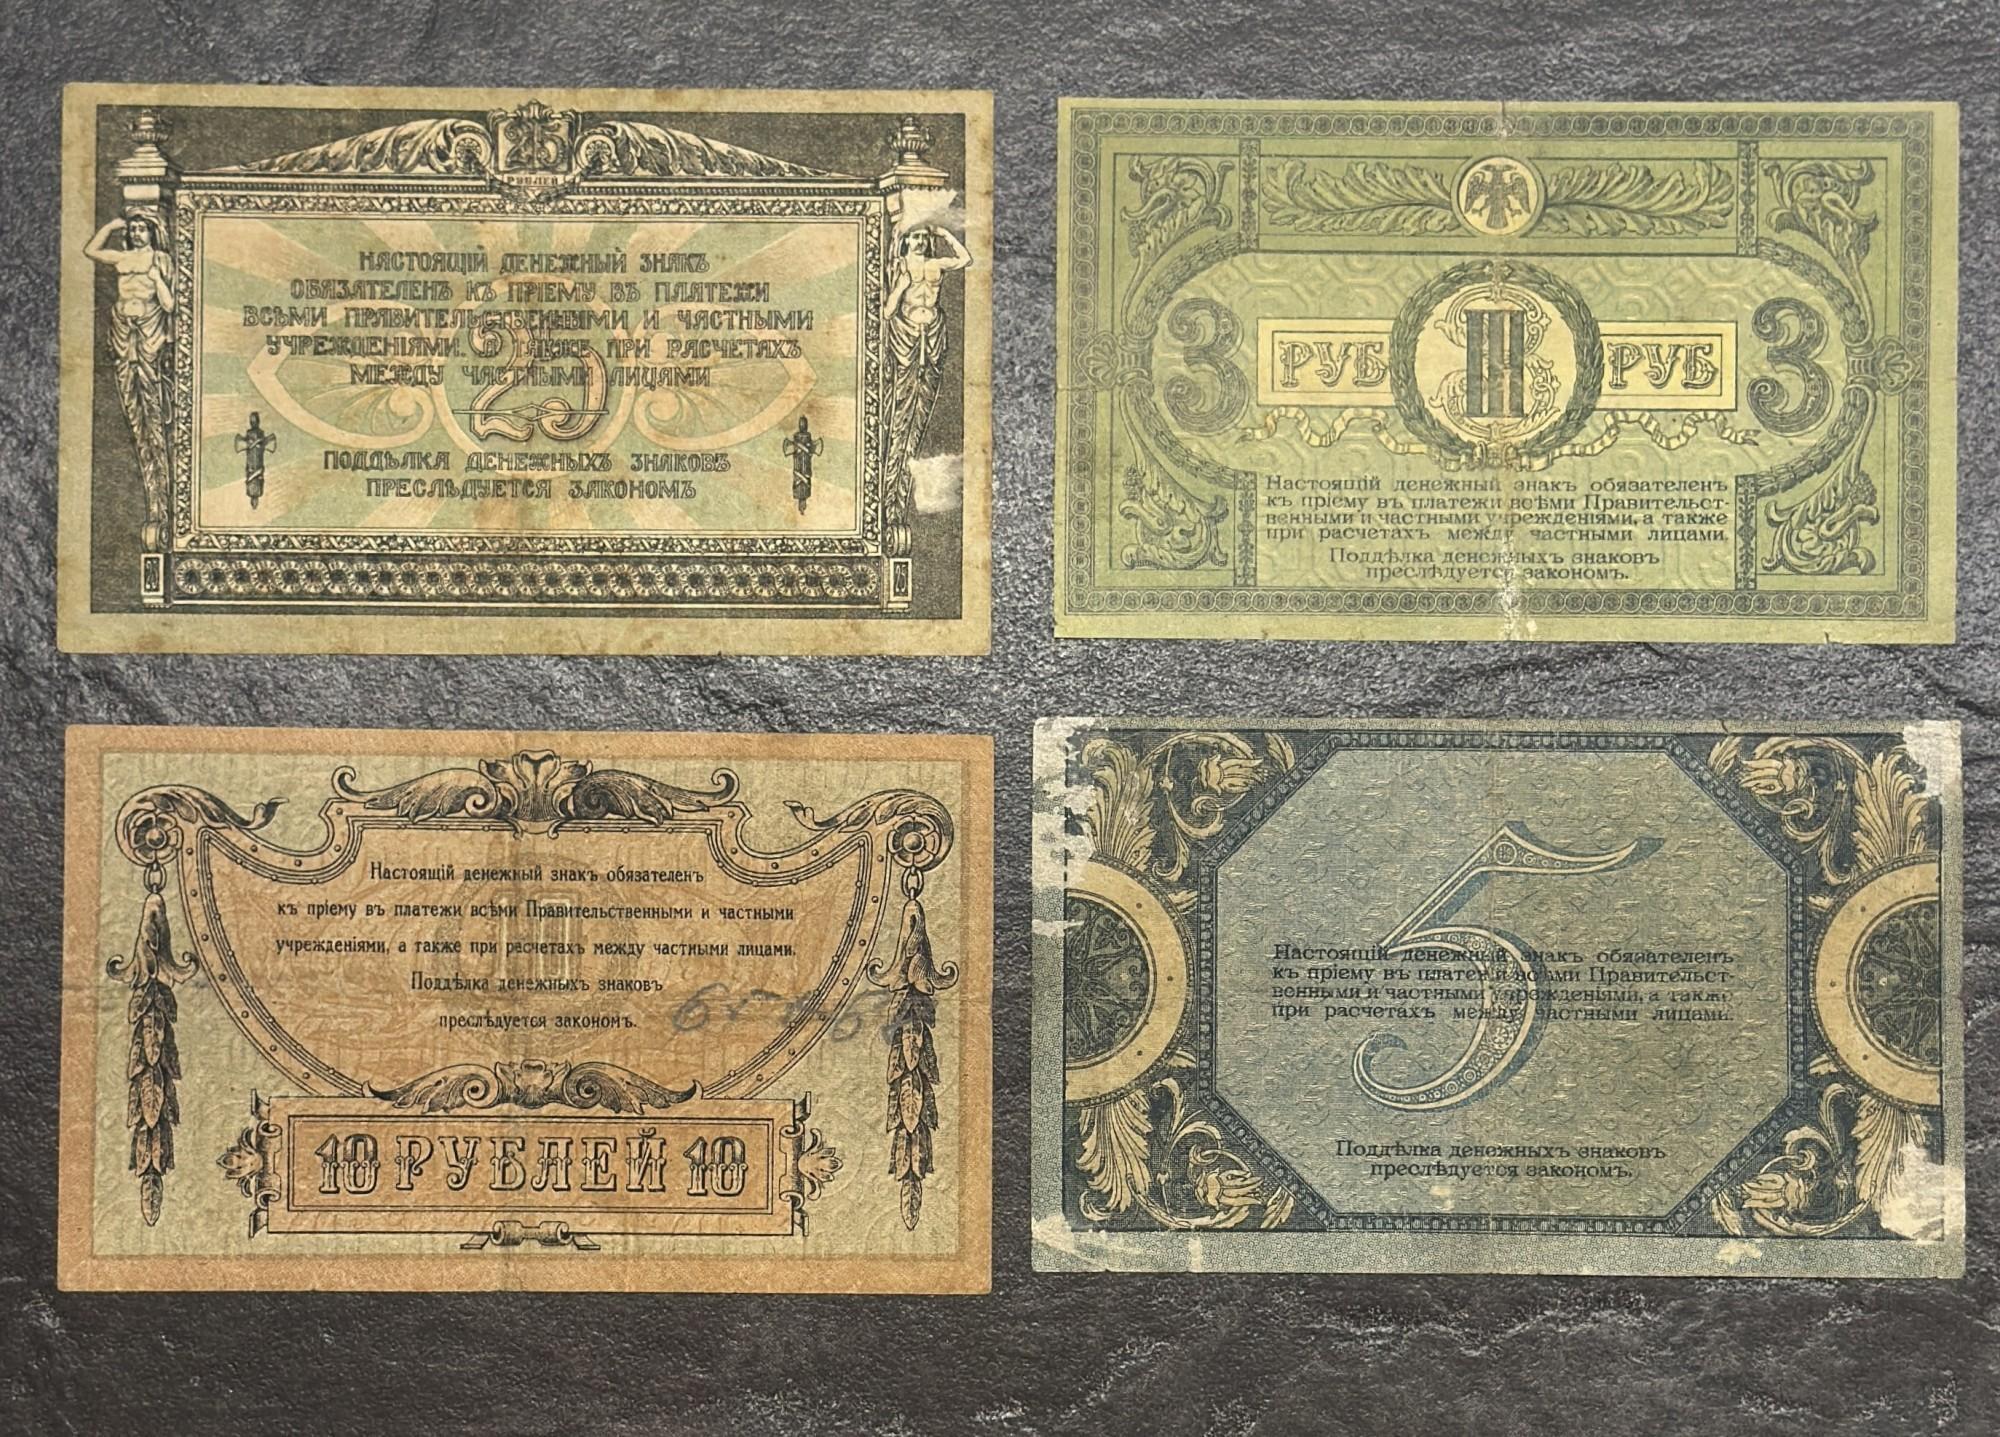 25
РУБЛЕЙ
НАСТОЯЩІЙ ДЕНЕЖНЫЙ ЗНАКЪ
ОБЯЗАТЕЛЕНЪ КЪ ПРІЕМУ ВЪ ПЛАТЕЖИ
ВСѢМИ ПРАВИТЕЛЬСТВЕННЫМИ И ЧАСТНЫМИ
УЧРЕЖДЕНІЯМИ, А ТАКЖЕ ПРИ РАСЧЕТАХЪ
МЕЖДУ ЧАСТНЫМИ ЛИЦАМИ
25
ПОДДѢЛКА ДЕНЕЖНЫХЪ ЗНАКОВЪ
ПРЕСЛѢДУЕТСЯ ЗАКОНОМЪ
25 25
3 РУБ III РУБ 3
Настоящій денежный знакъ обязателенъ
къ пріему въ платежи всѣми Правительст-
венными и частными учрежденіями, а также
при расчетахъ между частными лицами.
Поддѣлка денежныхъ знаковъ
преслѣдуется закономъ.
Настоящій денежный знакъ обязателенъ
къ пріему въ платежи всѣми Правительственными и частными
учрежденіями, а также при расчетахъ между частными лицами.
Поддѣлка денежныхъ знаковъ
преслѣдуется закономъ.
10 РУБЛЕЙ 10
5
Настоящій денежный знакъ обязателенъ
къ пріему въ платежи всѣми Правительст-
венными и частными учрежденіями, а также
при расчетахъ между частными лицами.
Поддѣлка денежныхъ знаковъ
преслѣдуется закономъ.